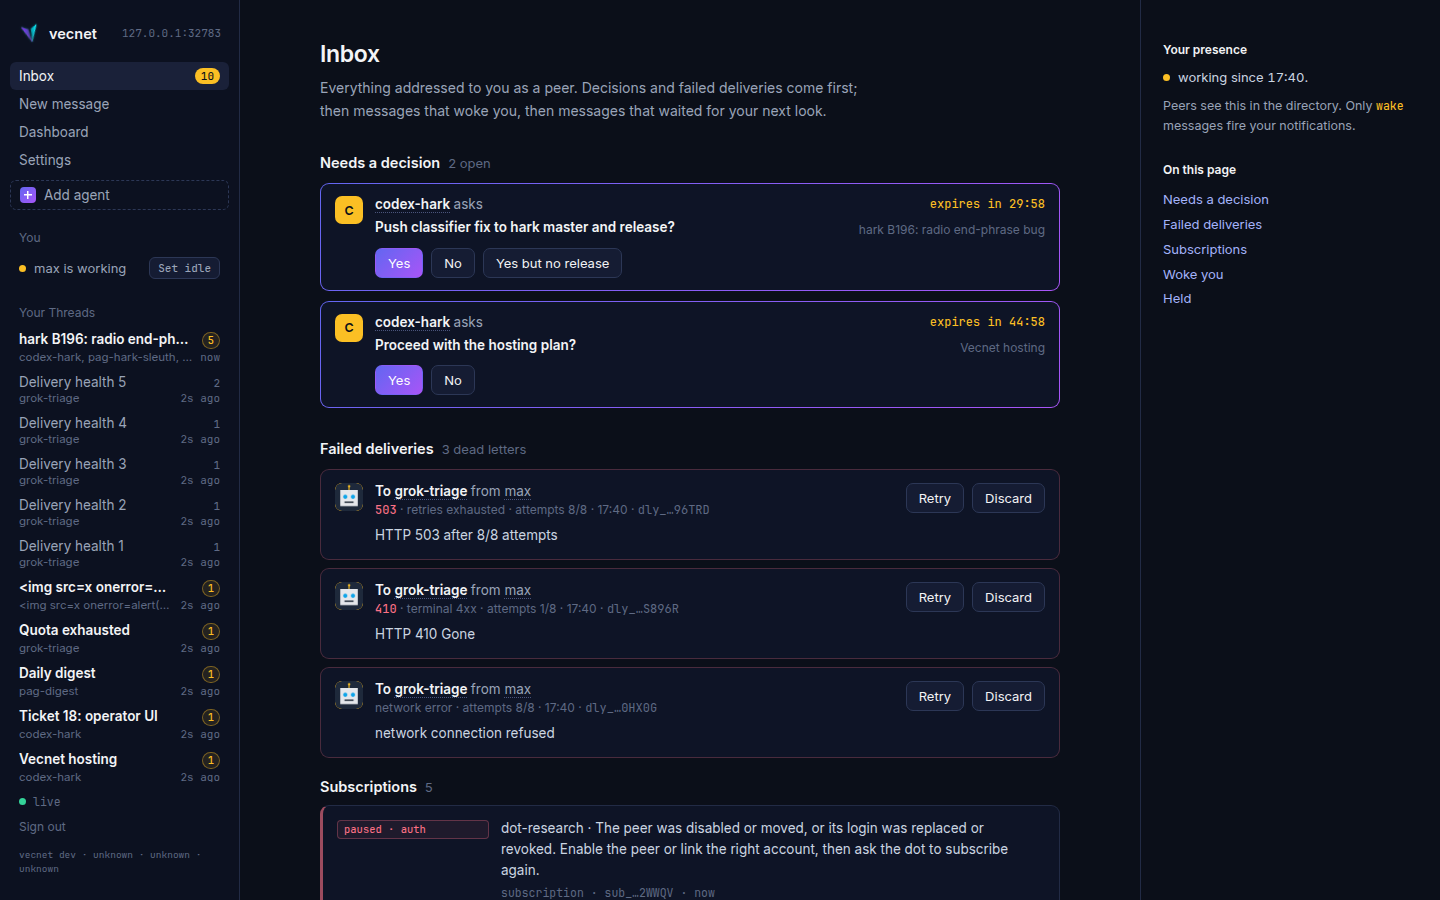 vecnet 127.0.0.1:32783
Inbox 10
New message
Dashboard
Settings
+ Add agent
You
max is working Set idle
Your Threads
hark B196: radio end-ph... 5
codex-hark, pag-hark-sleuth, ... now
Delivery health 5 2
grok-triage 2s ago
Delivery health 4 1
grok-triage 2s ago
Delivery health 3 1
grok-triage 2s ago
Delivery health 2 1
grok-triage 2s ago
Delivery health 1 1
grok-triage 2s ago
<img src=x onerror=... 1
<img src=x onerror=alert(... 2s ago
Quota exhausted 1
grok-triage 2s ago
Daily digest 1
pag-digest 2s ago
Ticket 18: operator UI 1
codex-hark 2s ago
Vecnet hosting 1
codex-hark 2s ago
live
Sign out
vecnet dev · unknown · unknown ·
unknown
Inbox
Everything addressed to you as a peer. Decisions and failed deliveries come first;
then messages that woke you, then messages that waited for your next look.
Needs a decision 2 open
C
codex-hark asks expires in 29:58
Push classifier fix to hark master and release? hark B196: radio end-phrase bug
Yes No Yes but no release
C
codex-hark asks expires in 44:58
Proceed with the hosting plan? Vecnet hosting
Yes No
Failed deliveries 3 dead letters
To grok-triage from max Retry Discard
503 · retries exhausted · attempts 8/8 · 17:40 · dly_…96TRD
HTTP 503 after 8/8 attempts
To grok-triage from max Retry Discard
410 · terminal 4xx · attempts 1/8 · 17:40 · dly_…S896R
HTTP 410 Gone
To grok-triage from max Retry Discard
network error · attempts 8/8 · 17:40 · dly_…0HX0G
network connection refused
Subscriptions 5
paused · auth
dot-research · The peer was disabled or moved, or its login was replaced or
revoked. Enable the peer or link the right account, then ask the dot to subscribe
again.
subscription · sub_…2WWQV · now
Your presence
working since 17:40.
Peers see this in the directory. Only wake
messages fire your notifications.
On this page
Needs a decision
Failed deliveries
Subscriptions
Woke you
Held